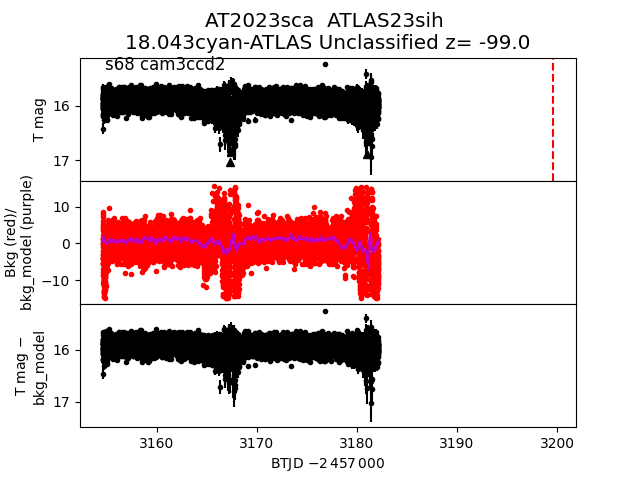 AT2023sca  ATLAS23sih
18.043cyan-ATLAS Unclassified z= -99.0
s68 cam3ccd2
T mag
16
17
Bkg (red)/
bkg_model (purple)
10
0
−10
T mag −
bkg_model
16
17
3160 3170 3180 3190 3200
BTJD −2 457 000